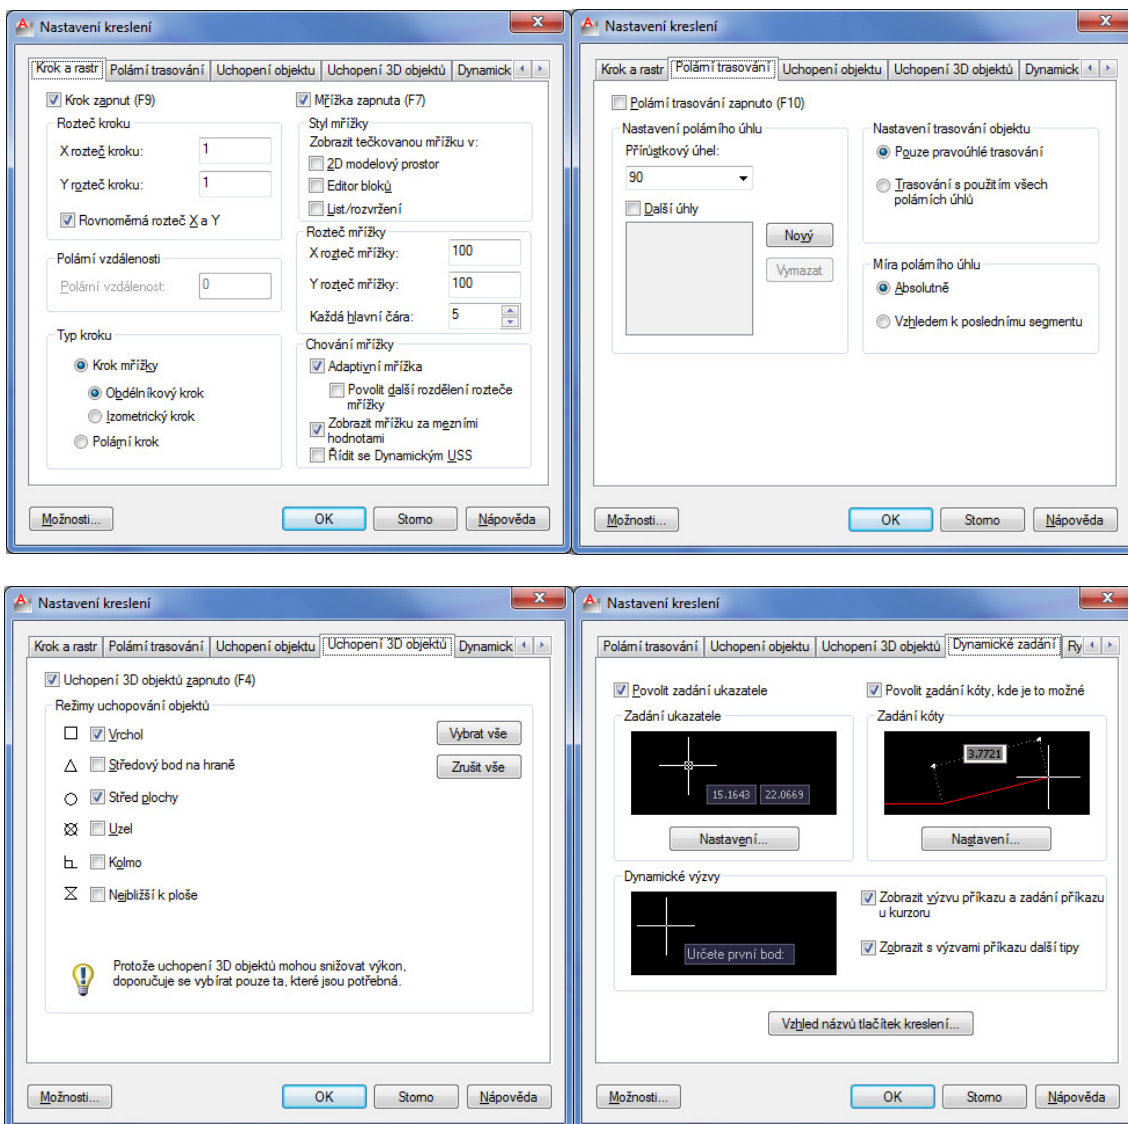 Nastavení kreslení
Krok a rastr Polární trasování Uchopení objektu Uchopení 3D objektů Dynamick
Krok zapnut (F9)
Rozteč kroku
X rozteč kroku: 1
Y rozteč kroku: 1
Rovnoměrná rozteč X a Y
Polární vzdálenosti
Polární vzdálenost: 0
Typ kroku
Krok mřížky
Obdélníkový krok
Izometrický krok
Polární krok
Mřížka zapnuta (F7)
Styl mřížky
Zobrazit tečkovanou mřížku v:
2D modelový prostor
Editor bloků
List/rozvržení
Rozteč mřížky
X rozteč mřížky: 100
Y rozteč mřížky: 100
Každá hlavní čára: 5
Chování mřížky
Adaptivní mřížka
Povolit další rozdělení rozteče
mřížky
Zobrazit mřížku za mezními
hodnotami
Řídit se Dynamickým USS
Možnosti... OK Storno Nápověda
Nastavení kreslení
Krok a rastr Polární trasování Uchopení objektu Uchopení 3D objektů Dynamick
Polární trasování zapnuto (F10)
Nastavení polárního úhlu
Přírůstkový úhel:
90
Další úhly
Nový
Vymazat
Nastavení trasování objektu
Pouze pravoúhlé trasování
Trasování s použitím všech
polárních úhlů
Míra polárního úhlu
Absolutně
Vzhledem k poslednímu segmentu
Možnosti... OK Storno Nápověda
Nastavení kreslení
Krok a rastr Polární trasování Uchopení objektu Uchopení 3D objektů Dynamick
Uchopení 3D objektů zapnuto (F4)
Režimy uchopování objektů
Vrchol
Středový bod na hraně
Střed plochy
Uzel
Kolmo
Nejbližší k ploše
Vybrat vše
Zrušit vše
Protože uchopení 3D objektů mohou snižovat výkon,
doporučuje se vybírat pouze ta, které jsou potřebná.
Možnosti... OK Storno Nápověda
Nastavení kreslení
Polární trasování Uchopení objektu Uchopení 3D objektů Dynamické zadání Ry
Povolit zadání ukazatele
Zadání ukazatele
15.1643 22.0669
Nastavení...
Povolit zadání kóty, kde je to možné
Zadání kóty
3.7721
Nastavení...
Dynamické výzvy
Určete první bod:
Zobrazit výzvu příkazu a zadání příkazu
u kurzoru
Zobrazit s výzvami příkazu další tipy
Vzhled názvů tlačítek kreslení...
Možnosti... OK Storno Nápověda